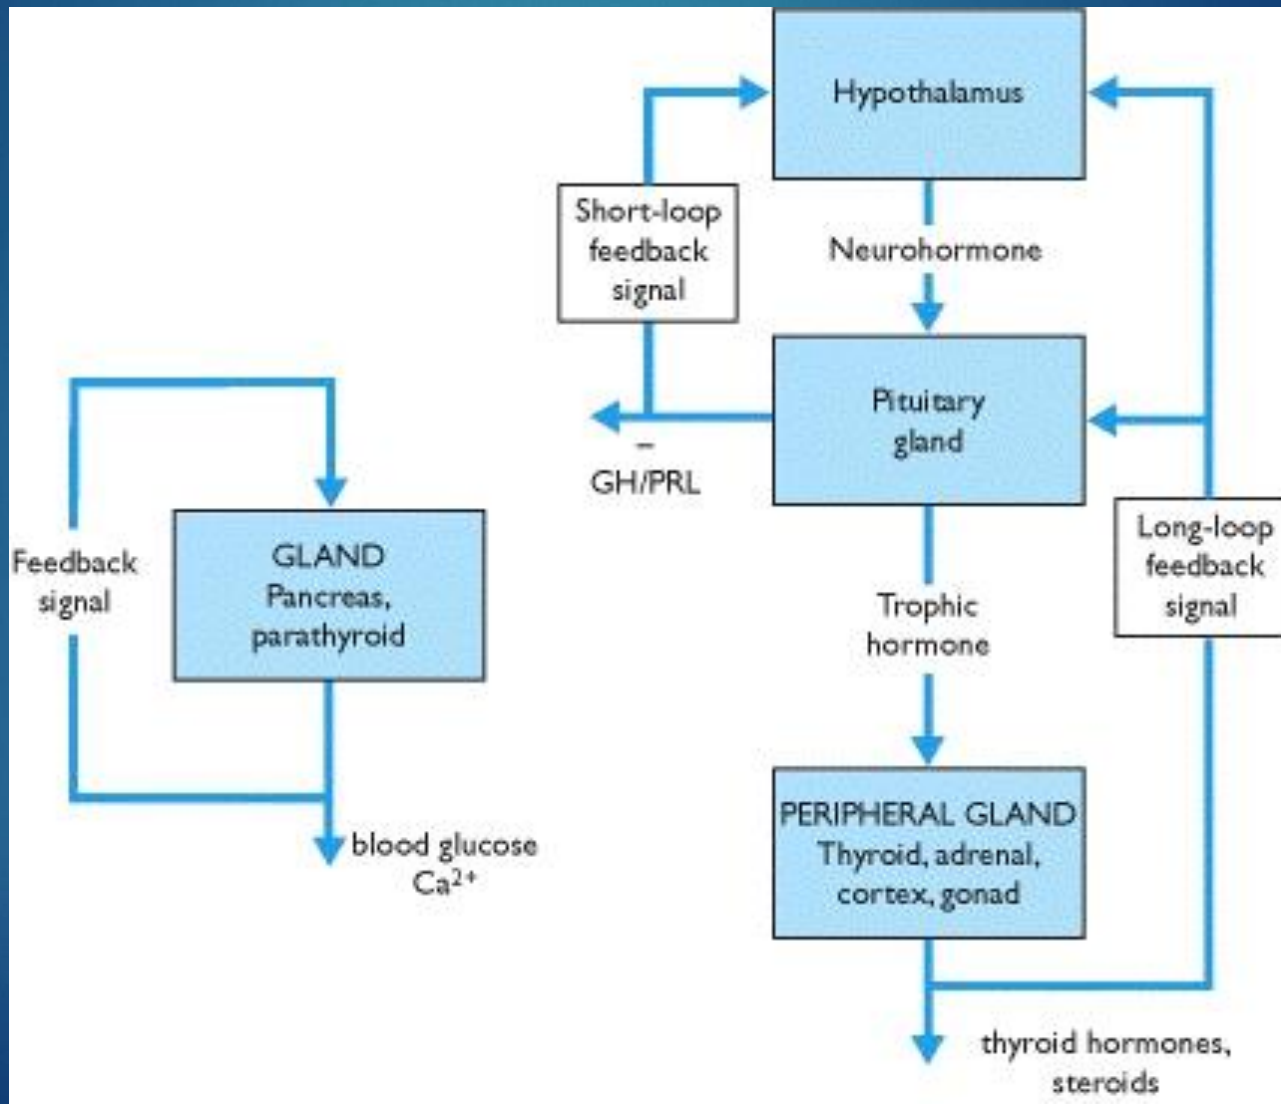 Hypothalamus
Short-loop
feedback
signal
Neurohormone
Pituitary
gland
–
GH/PRL
Feedback
signal
GLAND
Pancreas,
parathyroid
Long-loop
feedback
signal
Trophic
hormone
blood glucose
Ca²⁺
PERIPHERAL GLAND
Thyroid, adrenal,
cortex, gonad
thyroid hormones,
steroids